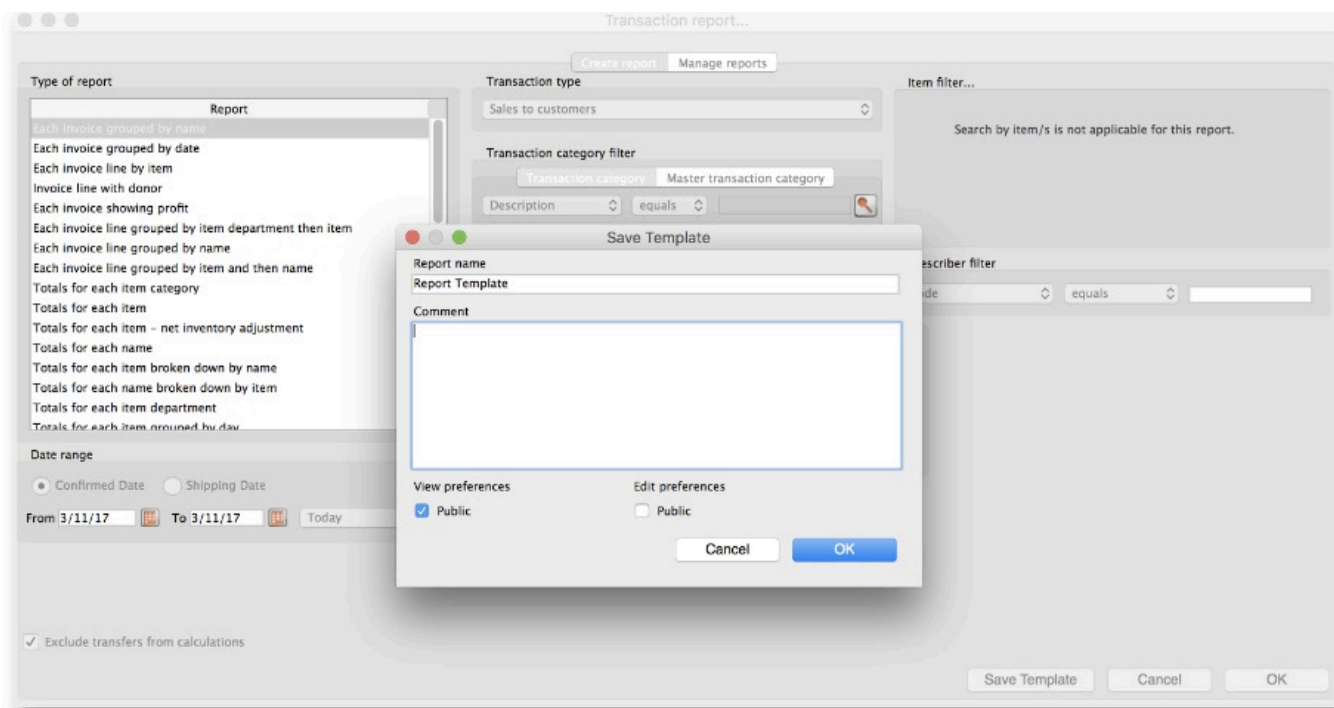 Transaction report...
Create report Manage reports
Type of report
Report
Each invoice grouped by name
Each invoice grouped by date
Each invoice line by item
Invoice line with donor
Each invoice showing profit
Each invoice line grouped by item department then item
Each invoice line grouped by name
Each invoice line grouped by item and then name
Totals for each item category
Totals for each item
Totals for each item – net inventory adjustment
Totals for each name
Totals for each item broken down by name
Totals for each name broken down by item
Totals for each item department
Totals for each item grouped by day
Date range
Confirmed Date Shipping Date
From 3/11/17 To 3/11/17 Today
Exclude transfers from calculations
Transaction type
Sales to customers
Transaction category filter
Transaction category Master transaction category
Description equals
Item filter...
Search by item/s is not applicable for this report.
escriber filter
de equals
Save Template
Report name
Report Template
Comment
View preferences Edit preferences
Public Public
Cancel OK
Save Template Cancel OK